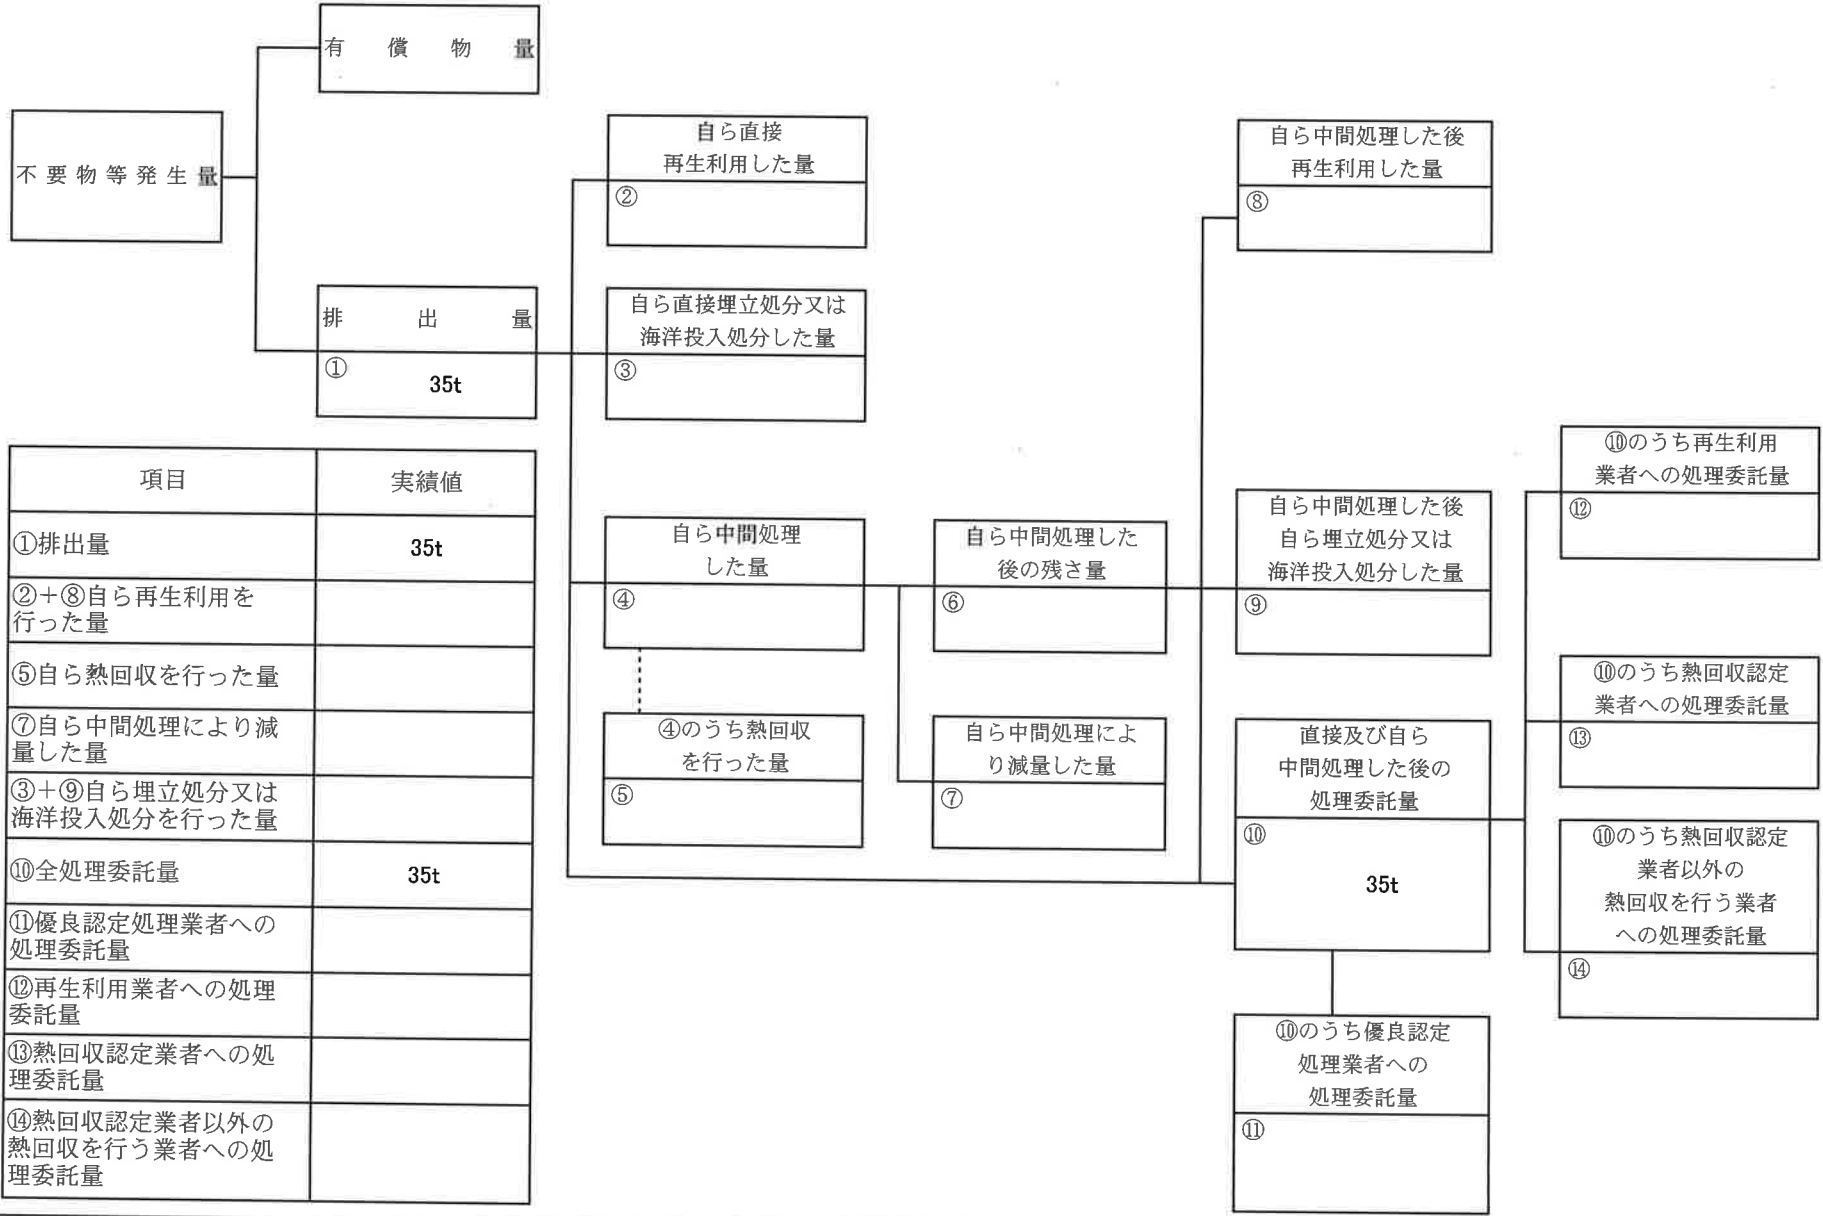 有償物量
不要物等発生量
排出量
①
35t
自ら直接
再生利用した量
②
自ら直接埋立処分又は
海洋投入処分した量
③
自ら中間処理
した量
④
④のうち熱回収
を行った量
⑤
自ら中間処理した
後の残さ量
⑥
自ら中間処理によ
り減量した量
⑦
自ら中間処理した後
再生利用した量
⑧
自ら中間処理した後
自ら埋立処分又は
海洋投入処分した量
⑨
直接及び自ら
中間処理した後の
処理委託量
⑩
35t
⑩のうち優良認定
処理業者への
処理委託量
⑪
⑩のうち再生利用
業者への処理委託量
⑫
⑩のうち熱回収認定
業者への処理委託量
⑬
⑩のうち熱回収認定
業者以外の
熱回収を行う業者
への処理委託量
⑭
項目
実績値
①排出量
35t
②＋⑧自ら再生利用を
行った量
⑤自ら熱回収を行った量
⑦自ら中間処理により減
量した量
③＋⑨自ら埋立処分又は
海洋投入処分を行った量
⑩全処理委託量
35t
⑪優良認定処理業者への
処理委託量
⑫再生利用業者への処理
委託量
⑬熱回収認定業者への処
理委託量
⑭熱回収認定業者以外の
熱回収を行う業者への処
理委託量